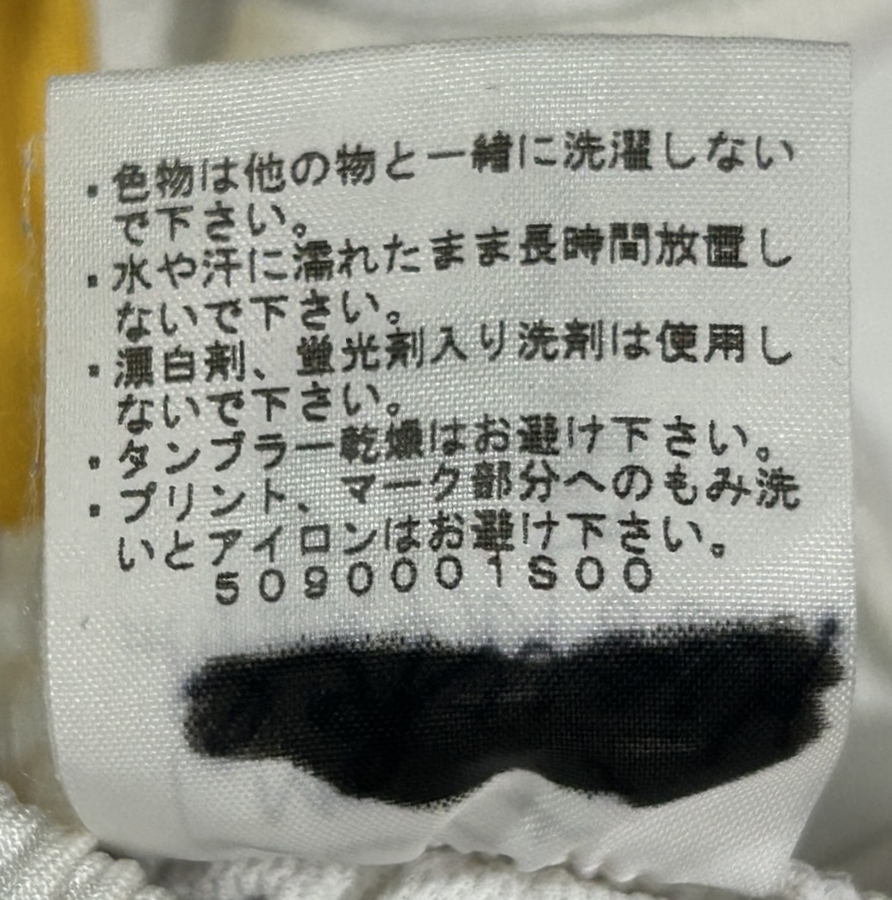 ・色物は他の物と一緒に洗濯しない
で下さい。
・水や汗に濡れたまま長時間放置し
ないで下さい。
・漂白剤、蛍光剤入り洗剤は使用し
ないで下さい。
・タンブラー乾燥はお避け下さい。
・プリント、マーク部分へのもみ洗
いとアイロンはお避け下さい。
5090001S00